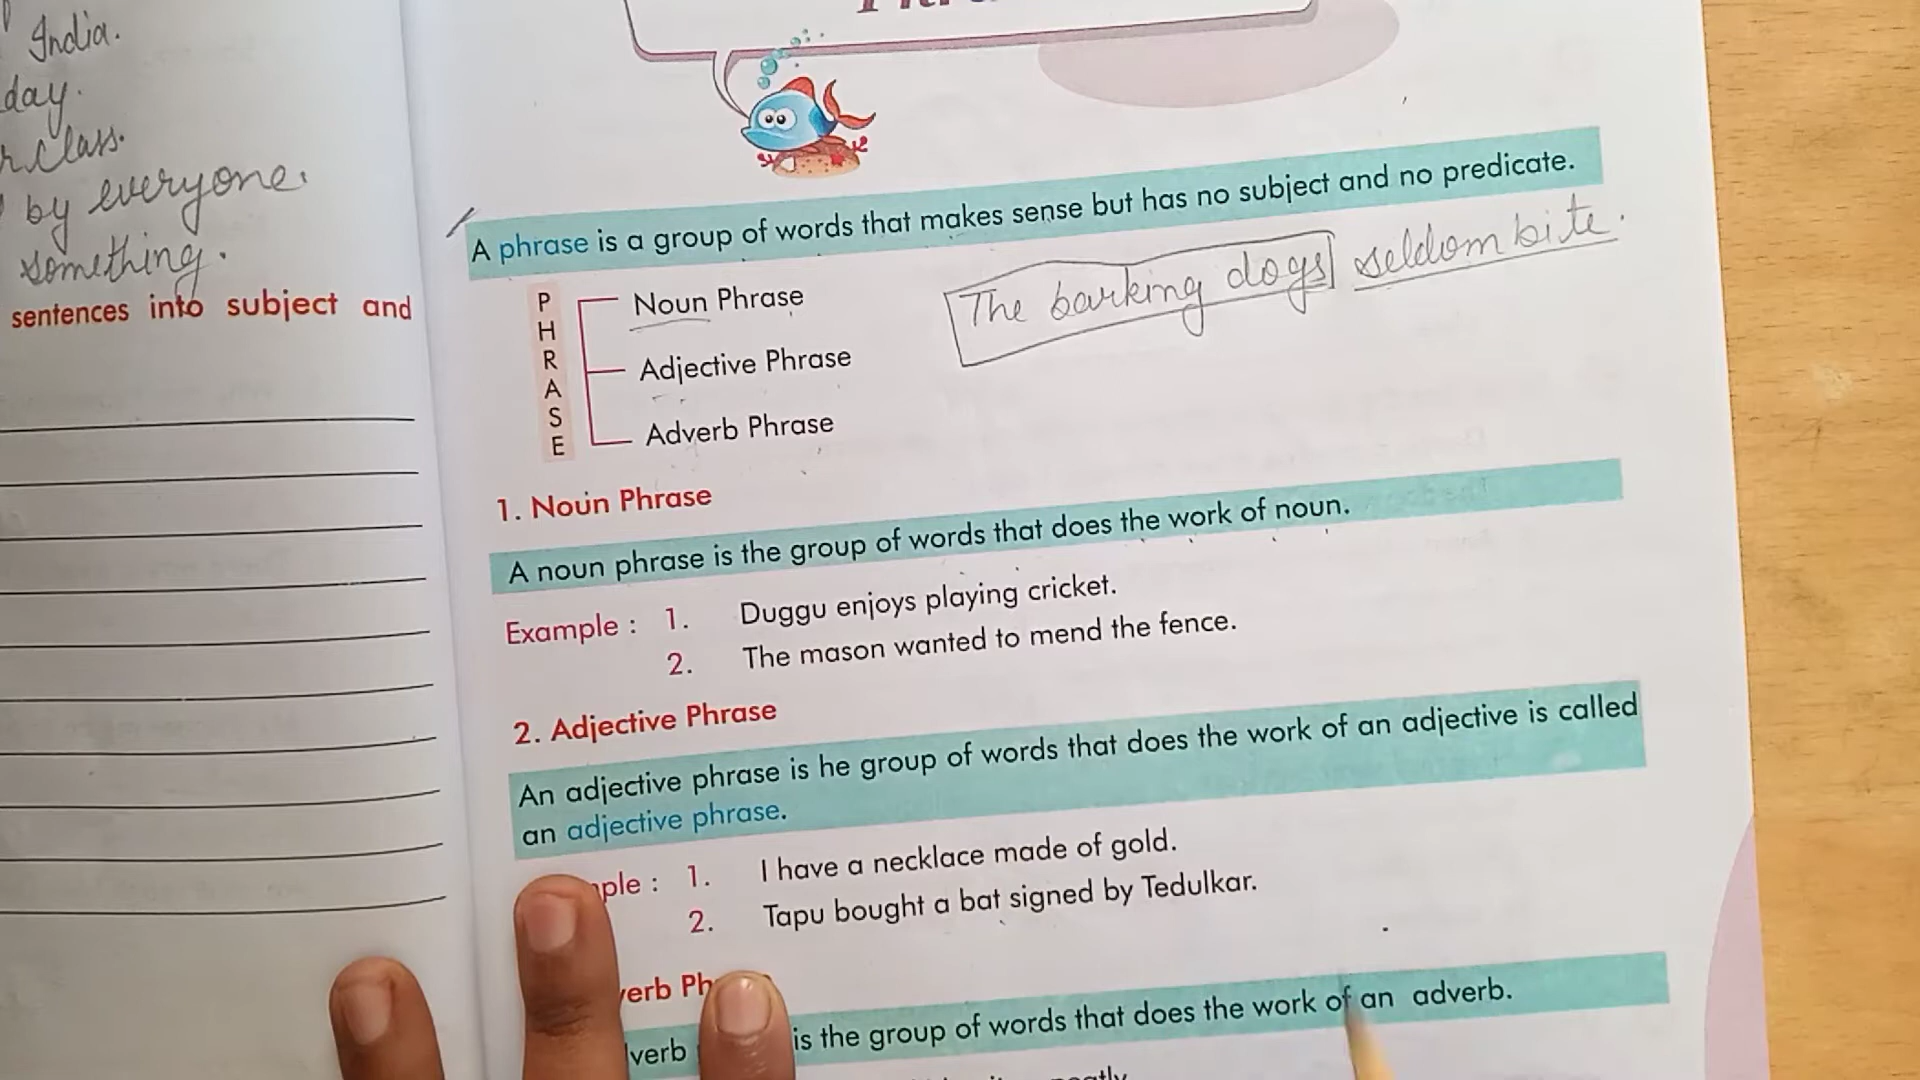 India.
day.
class.
by everyone.
something.
sentences into subject and
A phrase is a group of words that makes sense but has no subject and no predicate.
The barking dogs seldom bite.
PHRASE
Noun Phrase
Adjective Phrase
Adverb Phrase
1. Noun Phrase
A noun phrase is the group of words that does the work of noun.
Example : 1. Duggu enjoys playing cricket.
2. The mason wanted to mend the fence.
2. Adjective Phrase
An adjective phrase is he group of words that does the work of an adjective is called
an adjective phrase.
ple : 1. I have a necklace made of gold.
2. Tapu bought a bat signed by Tedulkar.
verb Ph
verb is the group of words that does the work of an adverb.